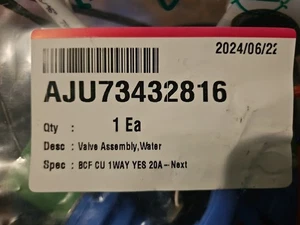 2024/06/22
AJU73432816
Qty : 1 Ea
Desc : Valve Assembly,Water
Spec : BCF CU 1WAY YES 20A~Next